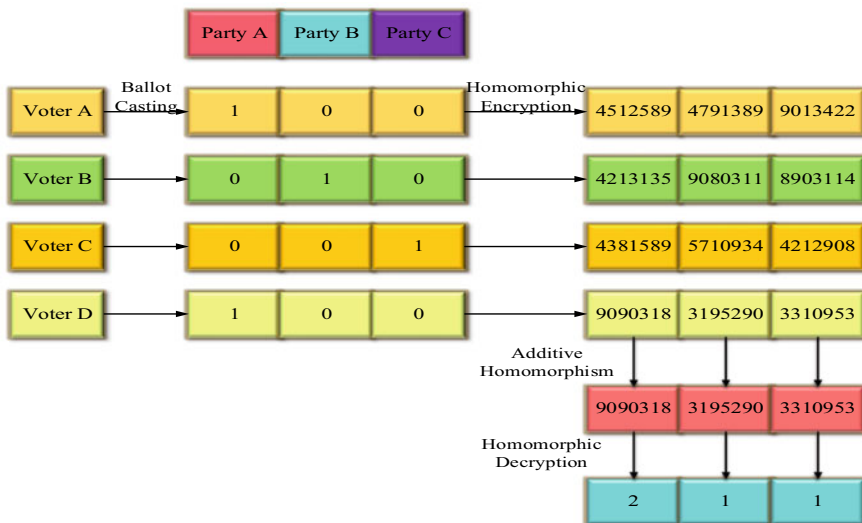 Party A Party B Party C
Ballot
Casting
Homomorphic
Encryption
Voter A 1 0 0 4512589 4791389 9013422
Voter B 0 1 0 4213135 9080311 8903114
Voter C 0 0 1 4381589 5710934 4212908
Voter D 1 0 0 9090318 3195290 3310953
Additive
Homomorphism
9090318 3195290 3310953
Homomorphic
Decryption
2 1 1